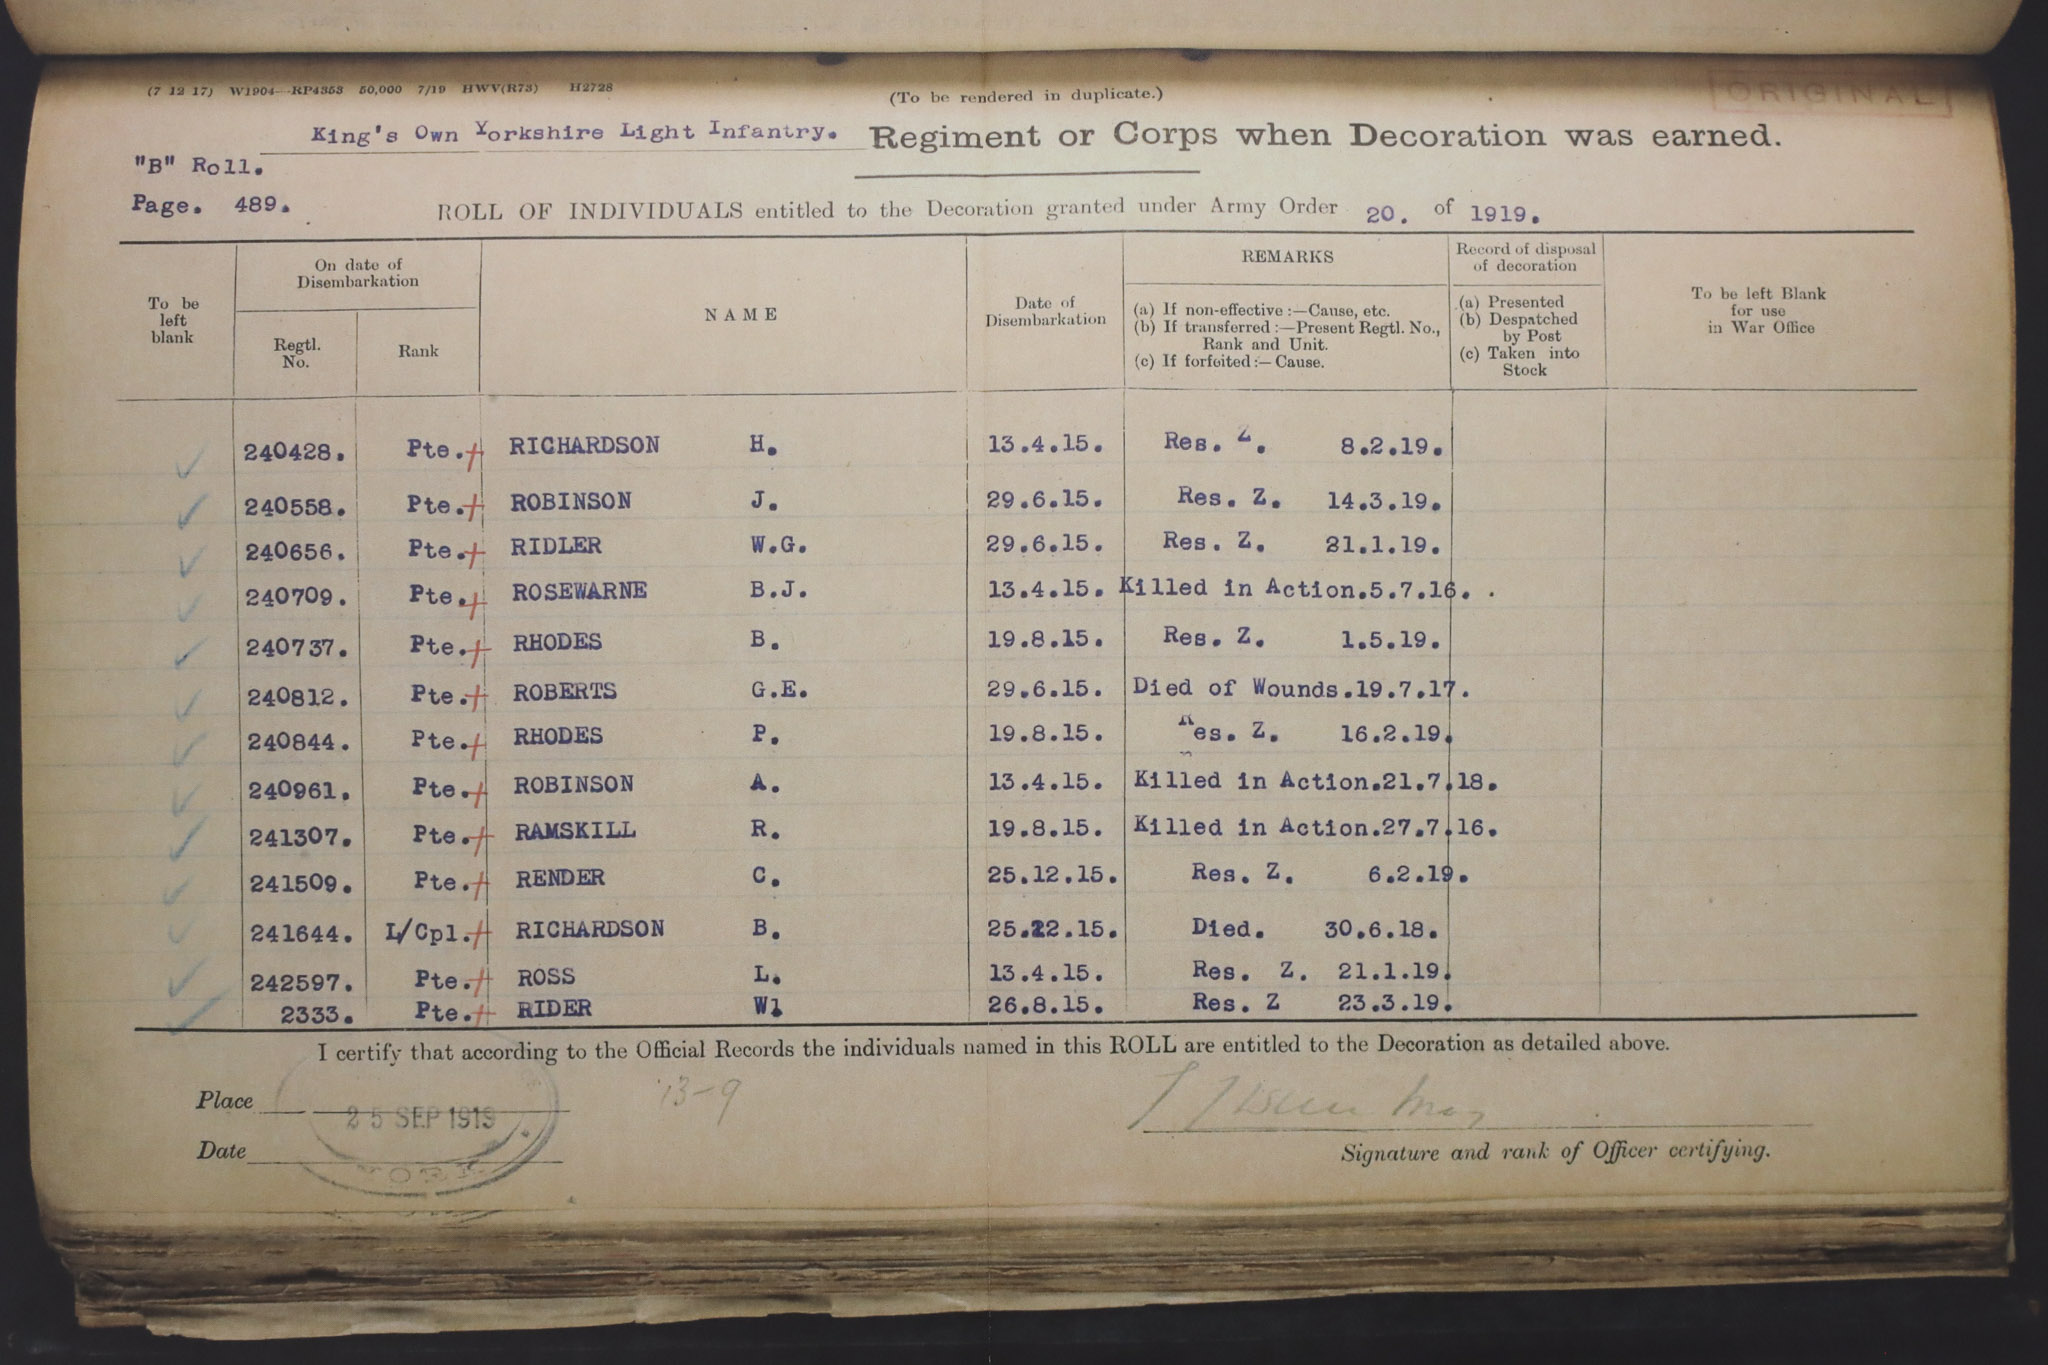 ORIGINAL
(7 12 17) W1904—RP4353 50,000 7/19 HWV(R73) H2728
(To be rendered in duplicate.)
King's Own Yorkshire Light Infantry. Regiment or Corps when Decoration was earned.
"B" Roll.
Page. 489.
ROLL OF INDIVIDUALS entitled to the Decoration granted under Army Order 20. of 1919.
To be left blank
On date of Disembarkation
Regtl. No.
Rank
NAME
Date of Disembarkation
REMARKS
(a) If non-effective:—Cause, etc.
(b) If transferred:—Present Regtl. No.,
Rank and Unit.
(c) If forfeited:—Cause.
Record of disposal of decoration
(a) Presented
(b) Despatched by Post
(c) Taken into Stock
To be left Blank for use in War Office
240428. Pte. RICHARDSON H. 13.4.15. Res. Z. 8.2.19.
240558. Pte. ROBINSON J. 29.6.15. Res. Z. 14.3.19.
240656. Pte. RIDLER W.G. 29.6.15. Res. Z. 21.1.19.
240709. Pte. ROSEWARNE B.J. 13.4.15. Killed in Action.5.7.16.
240737. Pte. RHODES B. 19.8.15. Res. Z. 1.5.19.
240812. Pte. ROBERTS G.E. 29.6.15. Died of Wounds.19.7.17.
240844. Pte. RHODES P. 19.8.15. Res. Z. 16.2.19.
240961. Pte. ROBINSON A. 13.4.15. Killed in Action.21.7.18.
241307. Pte. RAMSKILL R. 19.8.15. Killed in Action.27.7.16.
241509. Pte. RENDER C. 25.12.15. Res. Z. 6.2.19.
241644. L/Cpl. RICHARDSON B. 25.12.15. Died. 30.6.18.
242597. Pte. ROSS L. 13.4.15. Res. Z. 21.1.19.
2333. Pte. RIDER W1 26.8.15. Res. Z 23.3.19.
I certify that according to the Official Records the individuals named in this ROLL are entitled to the Decoration as detailed above.
Place
13-9
25 SEP 1919
Date
YORK
Signature and rank of Officer certifying.